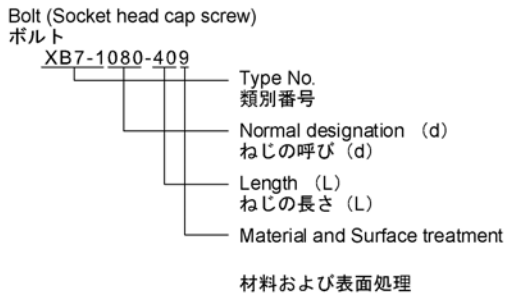 Bolt (Socket head cap screw)
ボルト
XB7-1080-409
Type No.
類別番号
Normal designation （d）
ねじの呼び（d）
Length （L）
ねじの長さ（L）
Material and Surface treatment
材料および表面処理